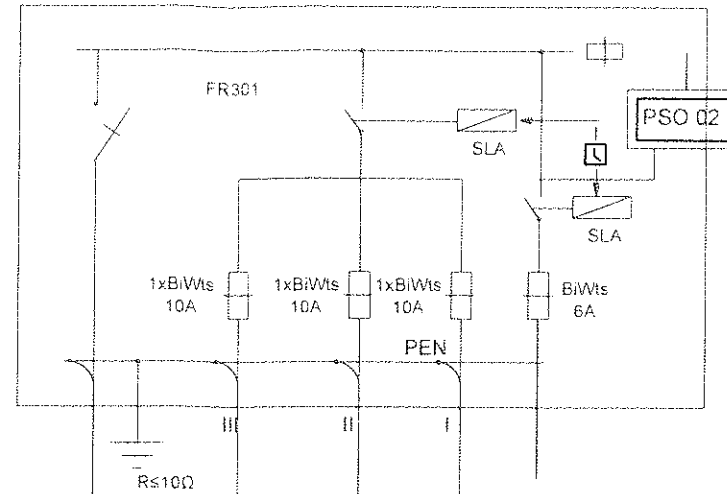 FR301
PSO 02
SLA
SLA
1xBiWts
10A
1xBiWts
10A
1xBiWts
10A
BiWts
6A
PEN
III
II
I
R≤10Ω